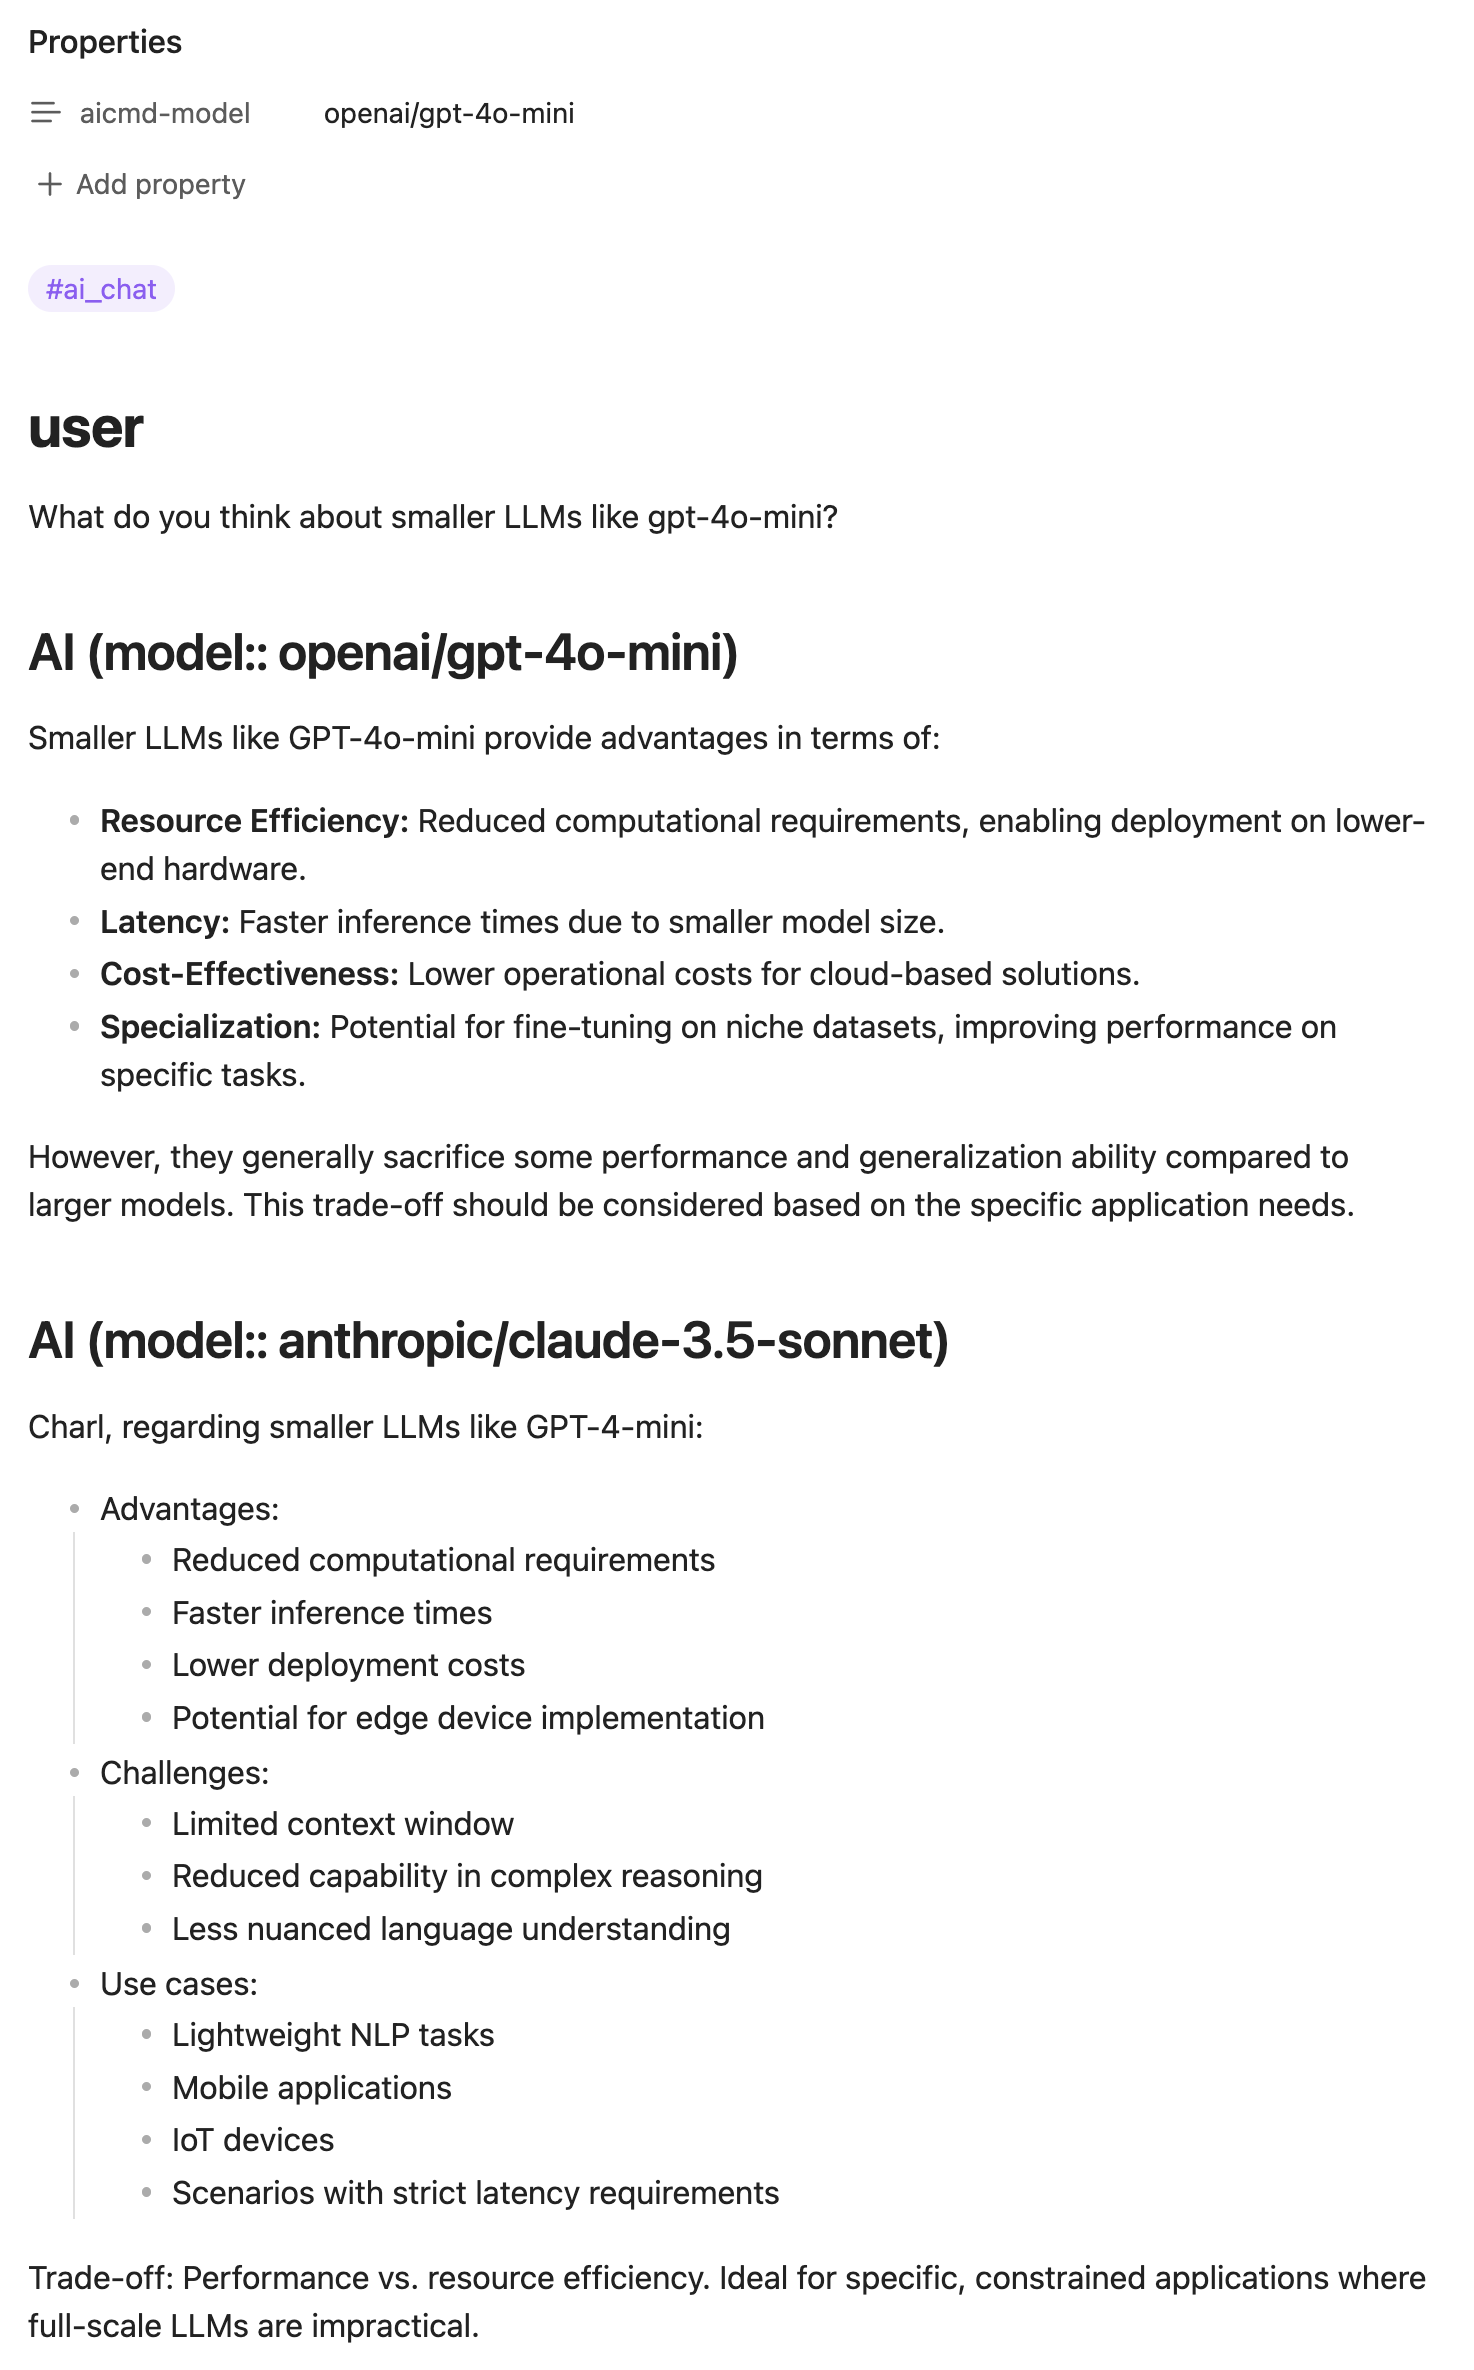 Properties
aicmd-model openai/gpt-4o-mini
Add property
#ai_chat
user
What do you think about smaller LLMs like gpt-4o-mini?
AI (model:: openai/gpt-4o-mini)
Smaller LLMs like GPT-4o-mini provide advantages in terms of:
Resource Efficiency: Reduced computational requirements, enabling deployment on lower-
end hardware.
Latency: Faster inference times due to smaller model size.
Cost-Effectiveness: Lower operational costs for cloud-based solutions.
Specialization: Potential for fine-tuning on niche datasets, improving performance on
specific tasks.
However, they generally sacrifice some performance and generalization ability compared to
larger models. This trade-off should be considered based on the specific application needs.
AI (model:: anthropic/claude-3.5-sonnet)
Charl, regarding smaller LLMs like GPT-4-mini:
Advantages:
Reduced computational requirements
Faster inference times
Lower deployment costs
Potential for edge device implementation
Challenges:
Limited context window
Reduced capability in complex reasoning
Less nuanced language understanding
Use cases:
Lightweight NLP tasks
Mobile applications
IoT devices
Scenarios with strict latency requirements
Trade-off: Performance vs. resource efficiency. Ideal for specific, constrained applications where
full-scale LLMs are impractical.